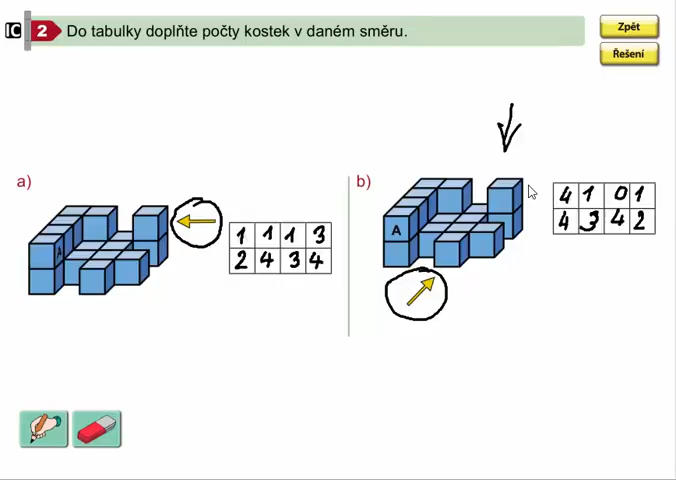 IC 2 Do tabulky doplňte počty kostek v daném směru.
Zpět
Řešení
a)
A
1 1 1 3
2 4 3 4
b)
A
4 1 0 1
4 3 4 2